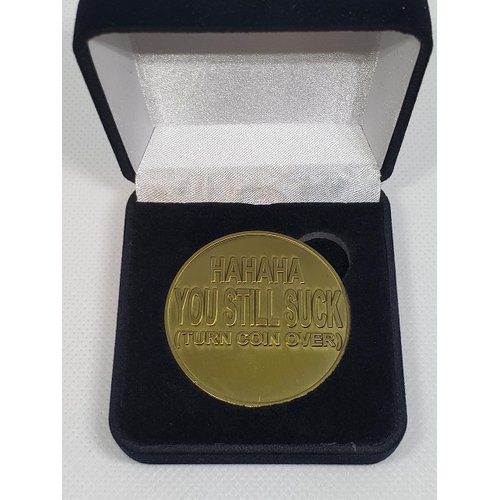 HAHAHA
YOU STILL SUCK
(TURN COIN OVER)